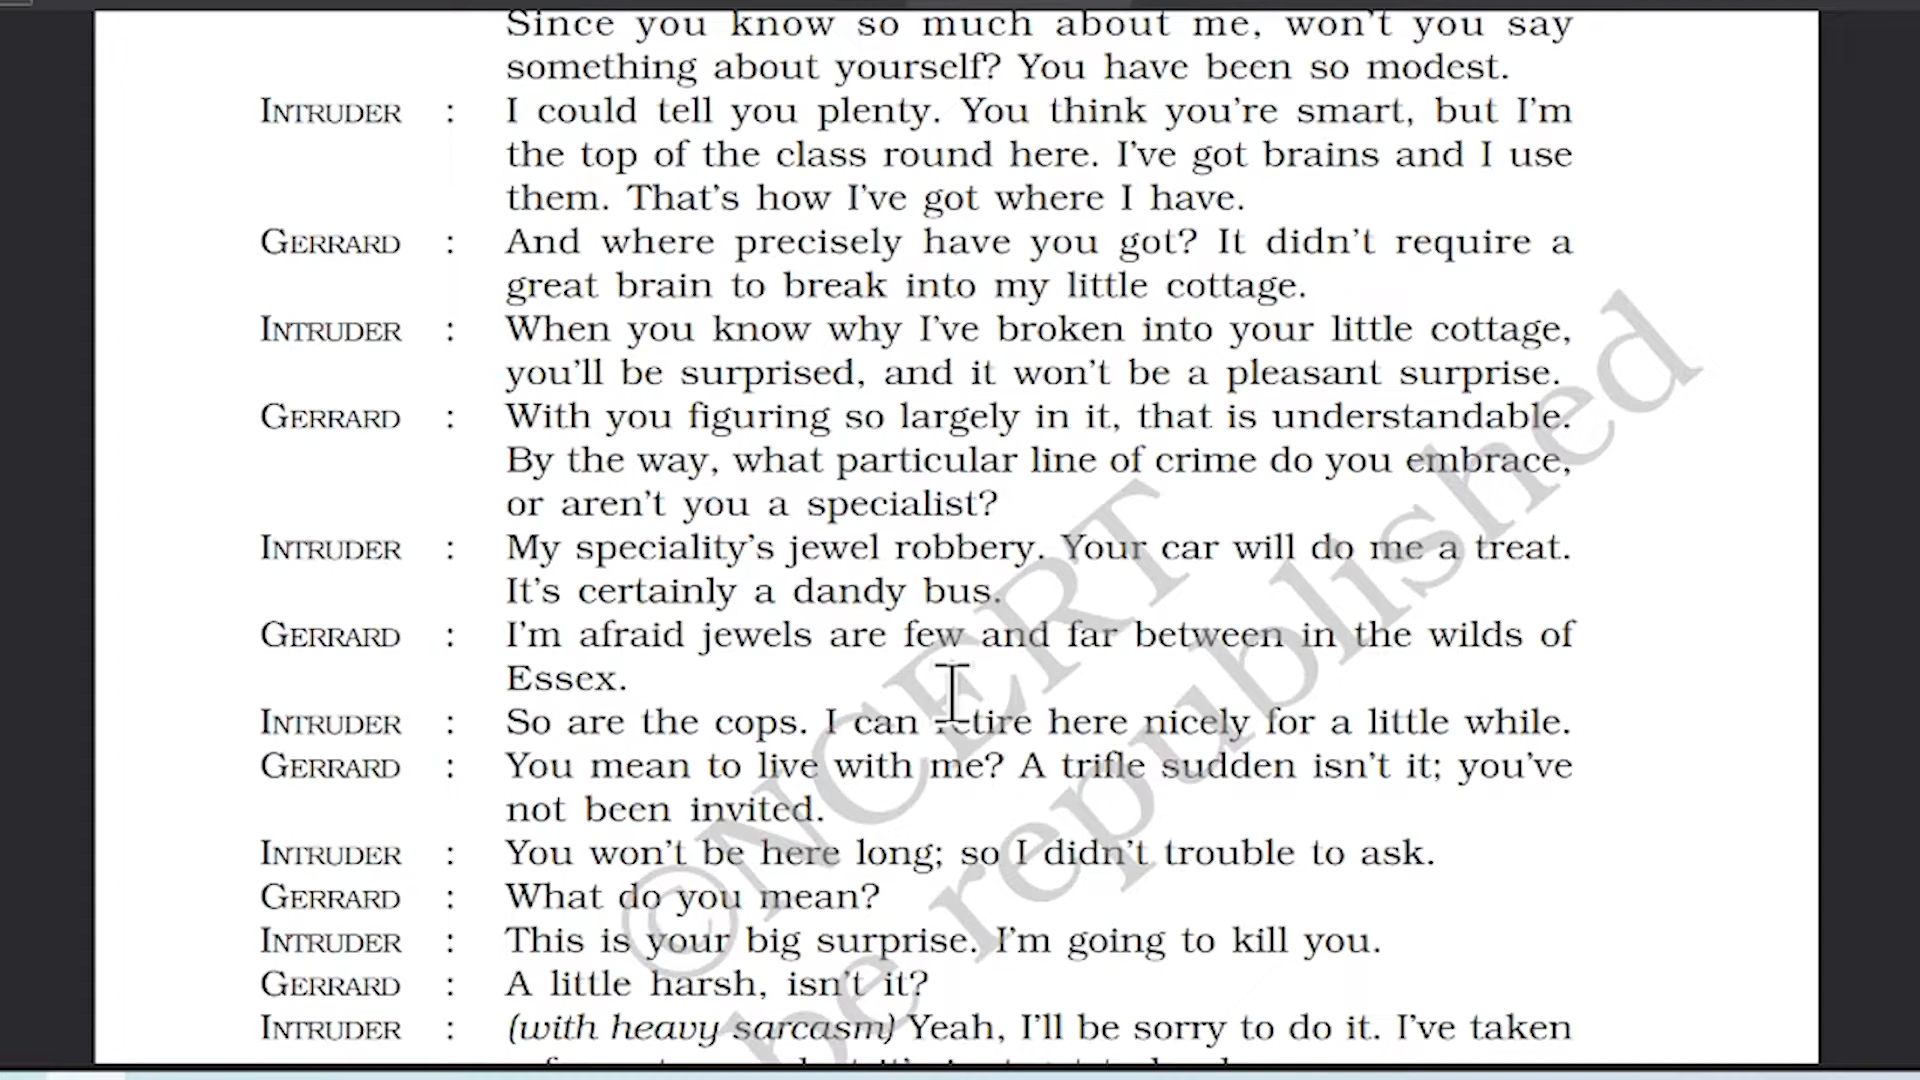 Since you know so much about me, won't you say
something about yourself? You have been so modest.
INTRUDER : I could tell you plenty. You think you're smart, but I'm
the top of the class round here. I've got brains and I use
them. That's how I've got where I have.
GERRARD : And where precisely have you got? It didn't require a
great brain to break into my little cottage.
INTRUDER : When you know why I've broken into your little cottage,
you'll be surprised, and it won't be a pleasant surprise.
GERRARD : With you figuring so largely in it, that is understandable.
By the way, what particular line of crime do you embrace,
or aren't you a specialist?
INTRUDER : My speciality's jewel robbery. Your car will do me a treat.
It's certainly a dandy bus.
GERRARD : I'm afraid jewels are few and far between in the wilds of
Essex.
INTRUDER : So are the cops. I can retire here nicely for a little while.
GERRARD : You mean to live with me? A trifle sudden isn't it; you've
not been invited.
INTRUDER : You won't be here long; so I didn't trouble to ask.
GERRARD : What do you mean?
INTRUDER : This is your big surprise. I'm going to kill you.
GERRARD : A little harsh, isn't it?
INTRUDER : (with heavy sarcasm) Yeah, I'll be sorry to do it. I've taken
©NCERT
be republished